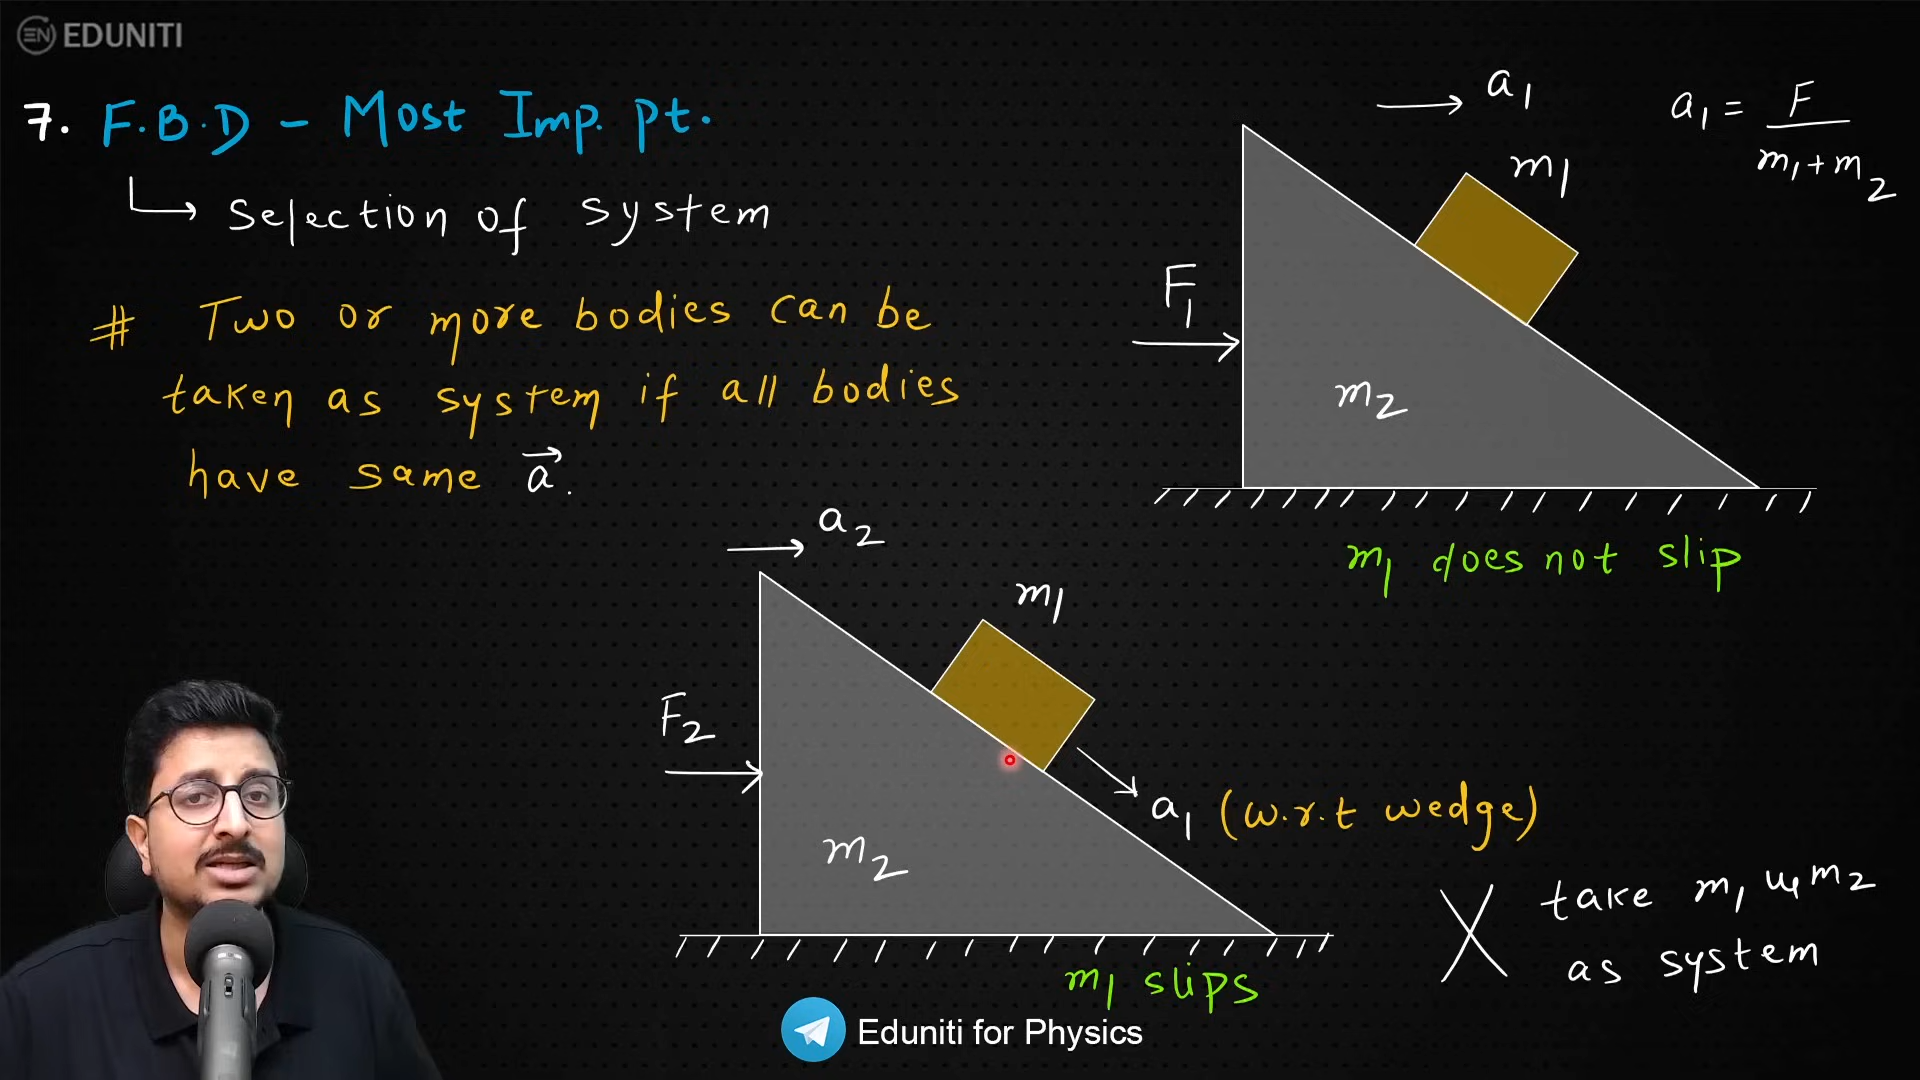 EN EDUNITI
7. F.B.D - Most Imp. pt.
Selection of system
# Two or more bodies can be
taken as system if all bodies
have same a⃗.
a1
a1 = F / m1 + m2
m1
F1
m2
m1 does not slip
a2
m1
F2
a1 (w.r.t wedge)
m2
X take m1 & m2
as system
m1 slips
Eduniti for Physics